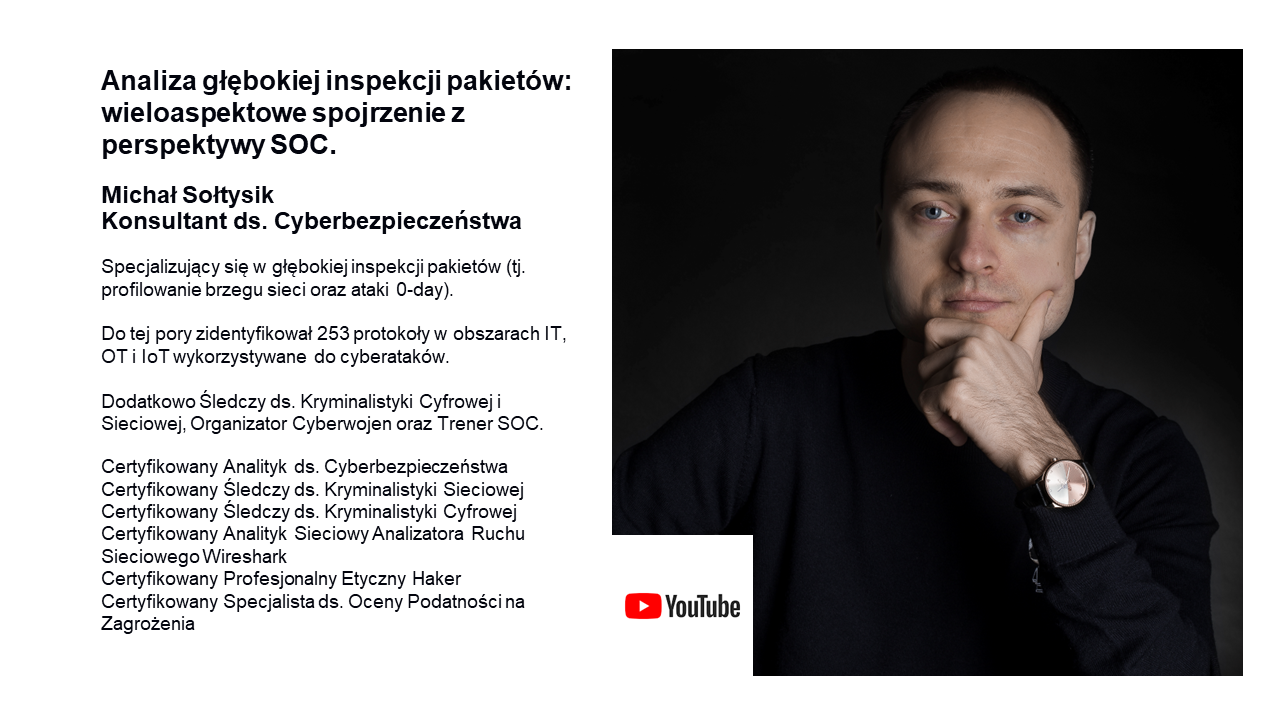 Analiza głębokiej inspekcji pakietów:
wieloaspektowe spojrzenie z
perspektywy SOC.
Michał Sołtysik
Konsultant ds. Cyberbezpieczeństwa
Specjalizujący się w głębokiej inspekcji pakietów (tj.
profilowanie brzegu sieci oraz ataki 0-day).
Do tej pory zidentyfikował 253 protokoły w obszarach IT,
OT i IoT wykorzystywane do cyberataków.
Dodatkowo Śledczy ds. Kryminalistyki Cyfrowej i
Sieciowej, Organizator Cyberwojen oraz Trener SOC.
Certyfikowany Analityk ds. Cyberbezpieczeństwa
Certyfikowany Śledczy ds. Kryminalistyki Sieciowej
Certyfikowany Śledczy ds. Kryminalistyki Cyfrowej
Certyfikowany Analityk Sieciowy Analizatora Ruchu
Sieciowego Wireshark
Certyfikowany Profesjonalny Etyczny Haker
Certyfikowany Specjalista ds. Oceny Podatności na
Zagrożenia
YouTube